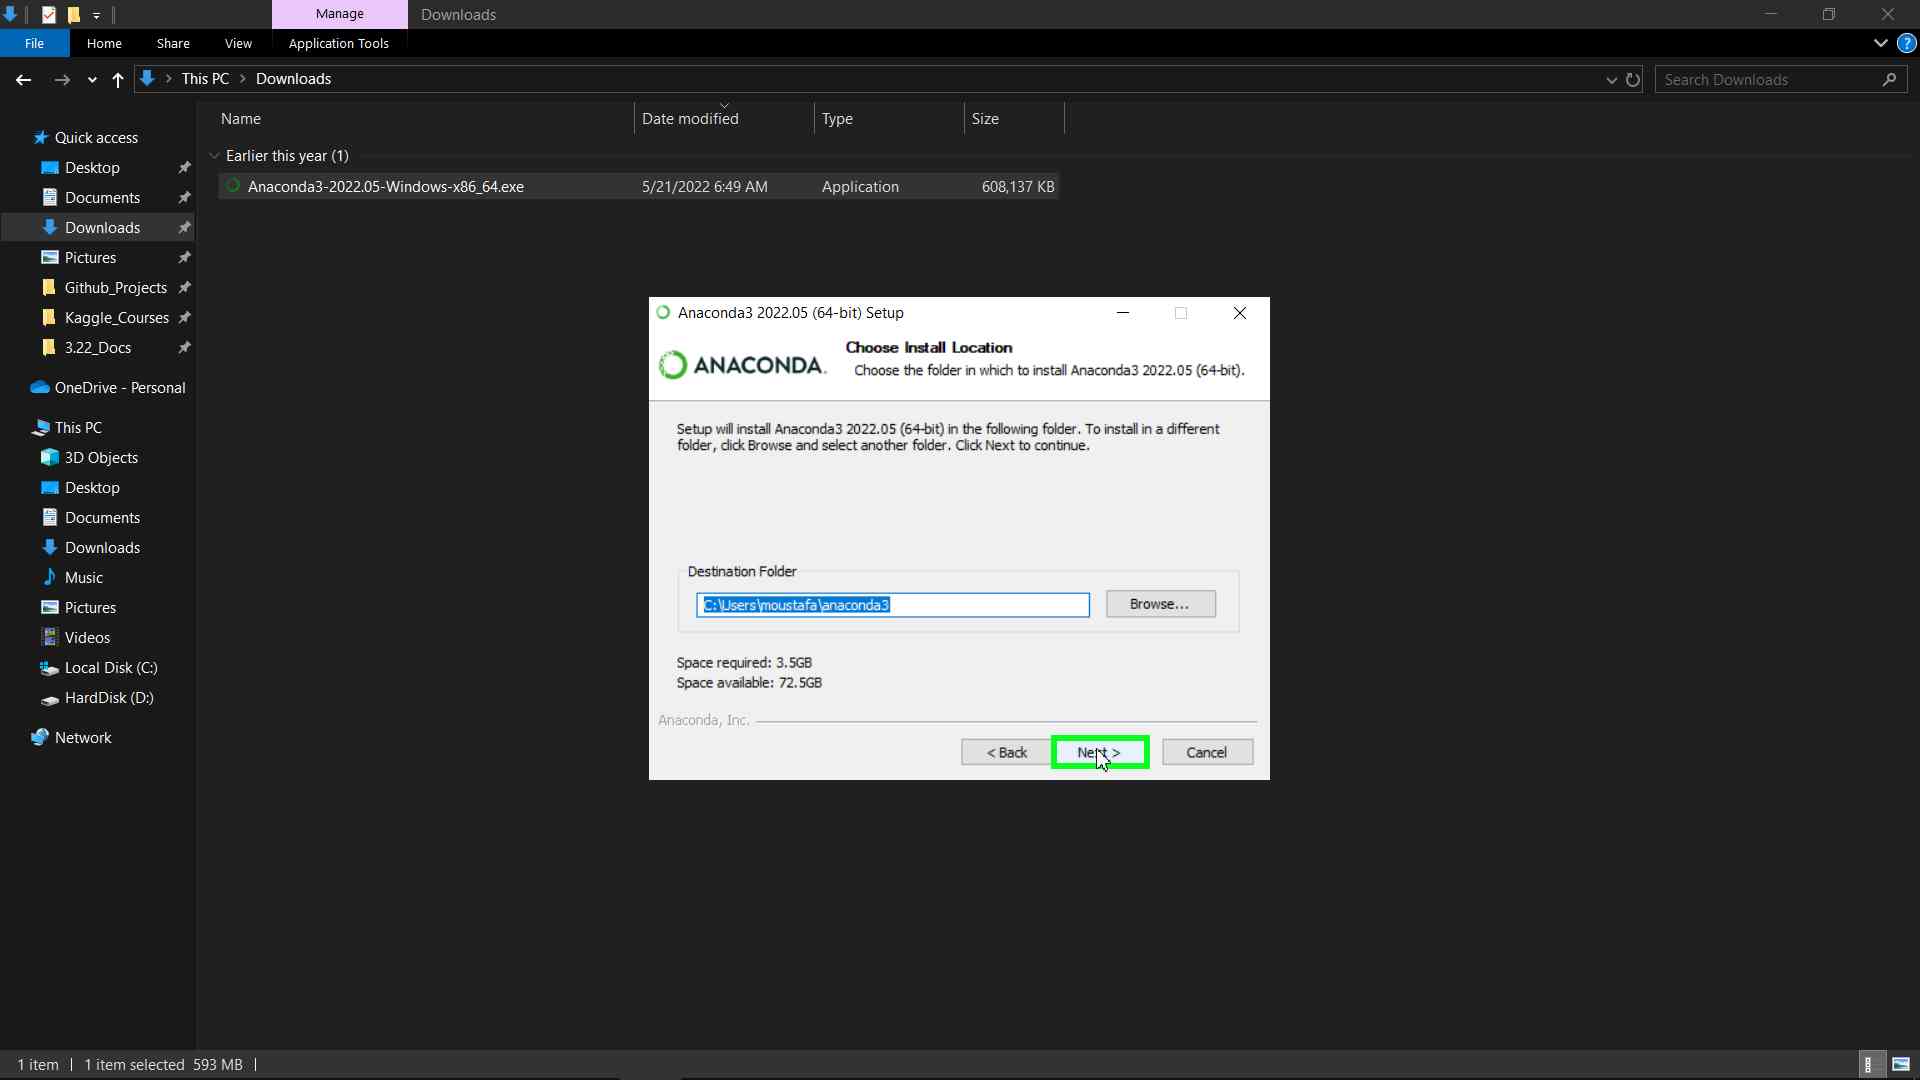 Manage
Downloads
File
Home
Share
View
Application Tools
This PC > Downloads
Search Downloads
Name
Date modified
Type
Size
Quick access
Desktop
Documents
Downloads
Pictures
Github_Projects
Kaggle_Courses
3.22_Docs
OneDrive - Personal
This PC
3D Objects
Desktop
Documents
Downloads
Music
Pictures
Videos
Local Disk (C:)
HardDisk (D:)
Network
Earlier this year (1)
Anaconda3-2022.05-Windows-x86_64.exe 5/21/2022 6:49 AM Application 608,137 KB
Anaconda3 2022.05 (64-bit) Setup
ANACONDA.
Choose Install Location
Choose the folder in which to install Anaconda3 2022.05 (64-bit).
Setup will install Anaconda3 2022.05 (64-bit) in the following folder. To install in a different
folder, click Browse and select another folder. Click Next to continue.
Destination Folder
C:\Users\moustafa\anaconda3
Browse...
Space required: 3.5GB
Space available: 72.5GB
Anaconda, Inc.
< Back
Next >
Cancel
1 item
1 item selected 593 MB